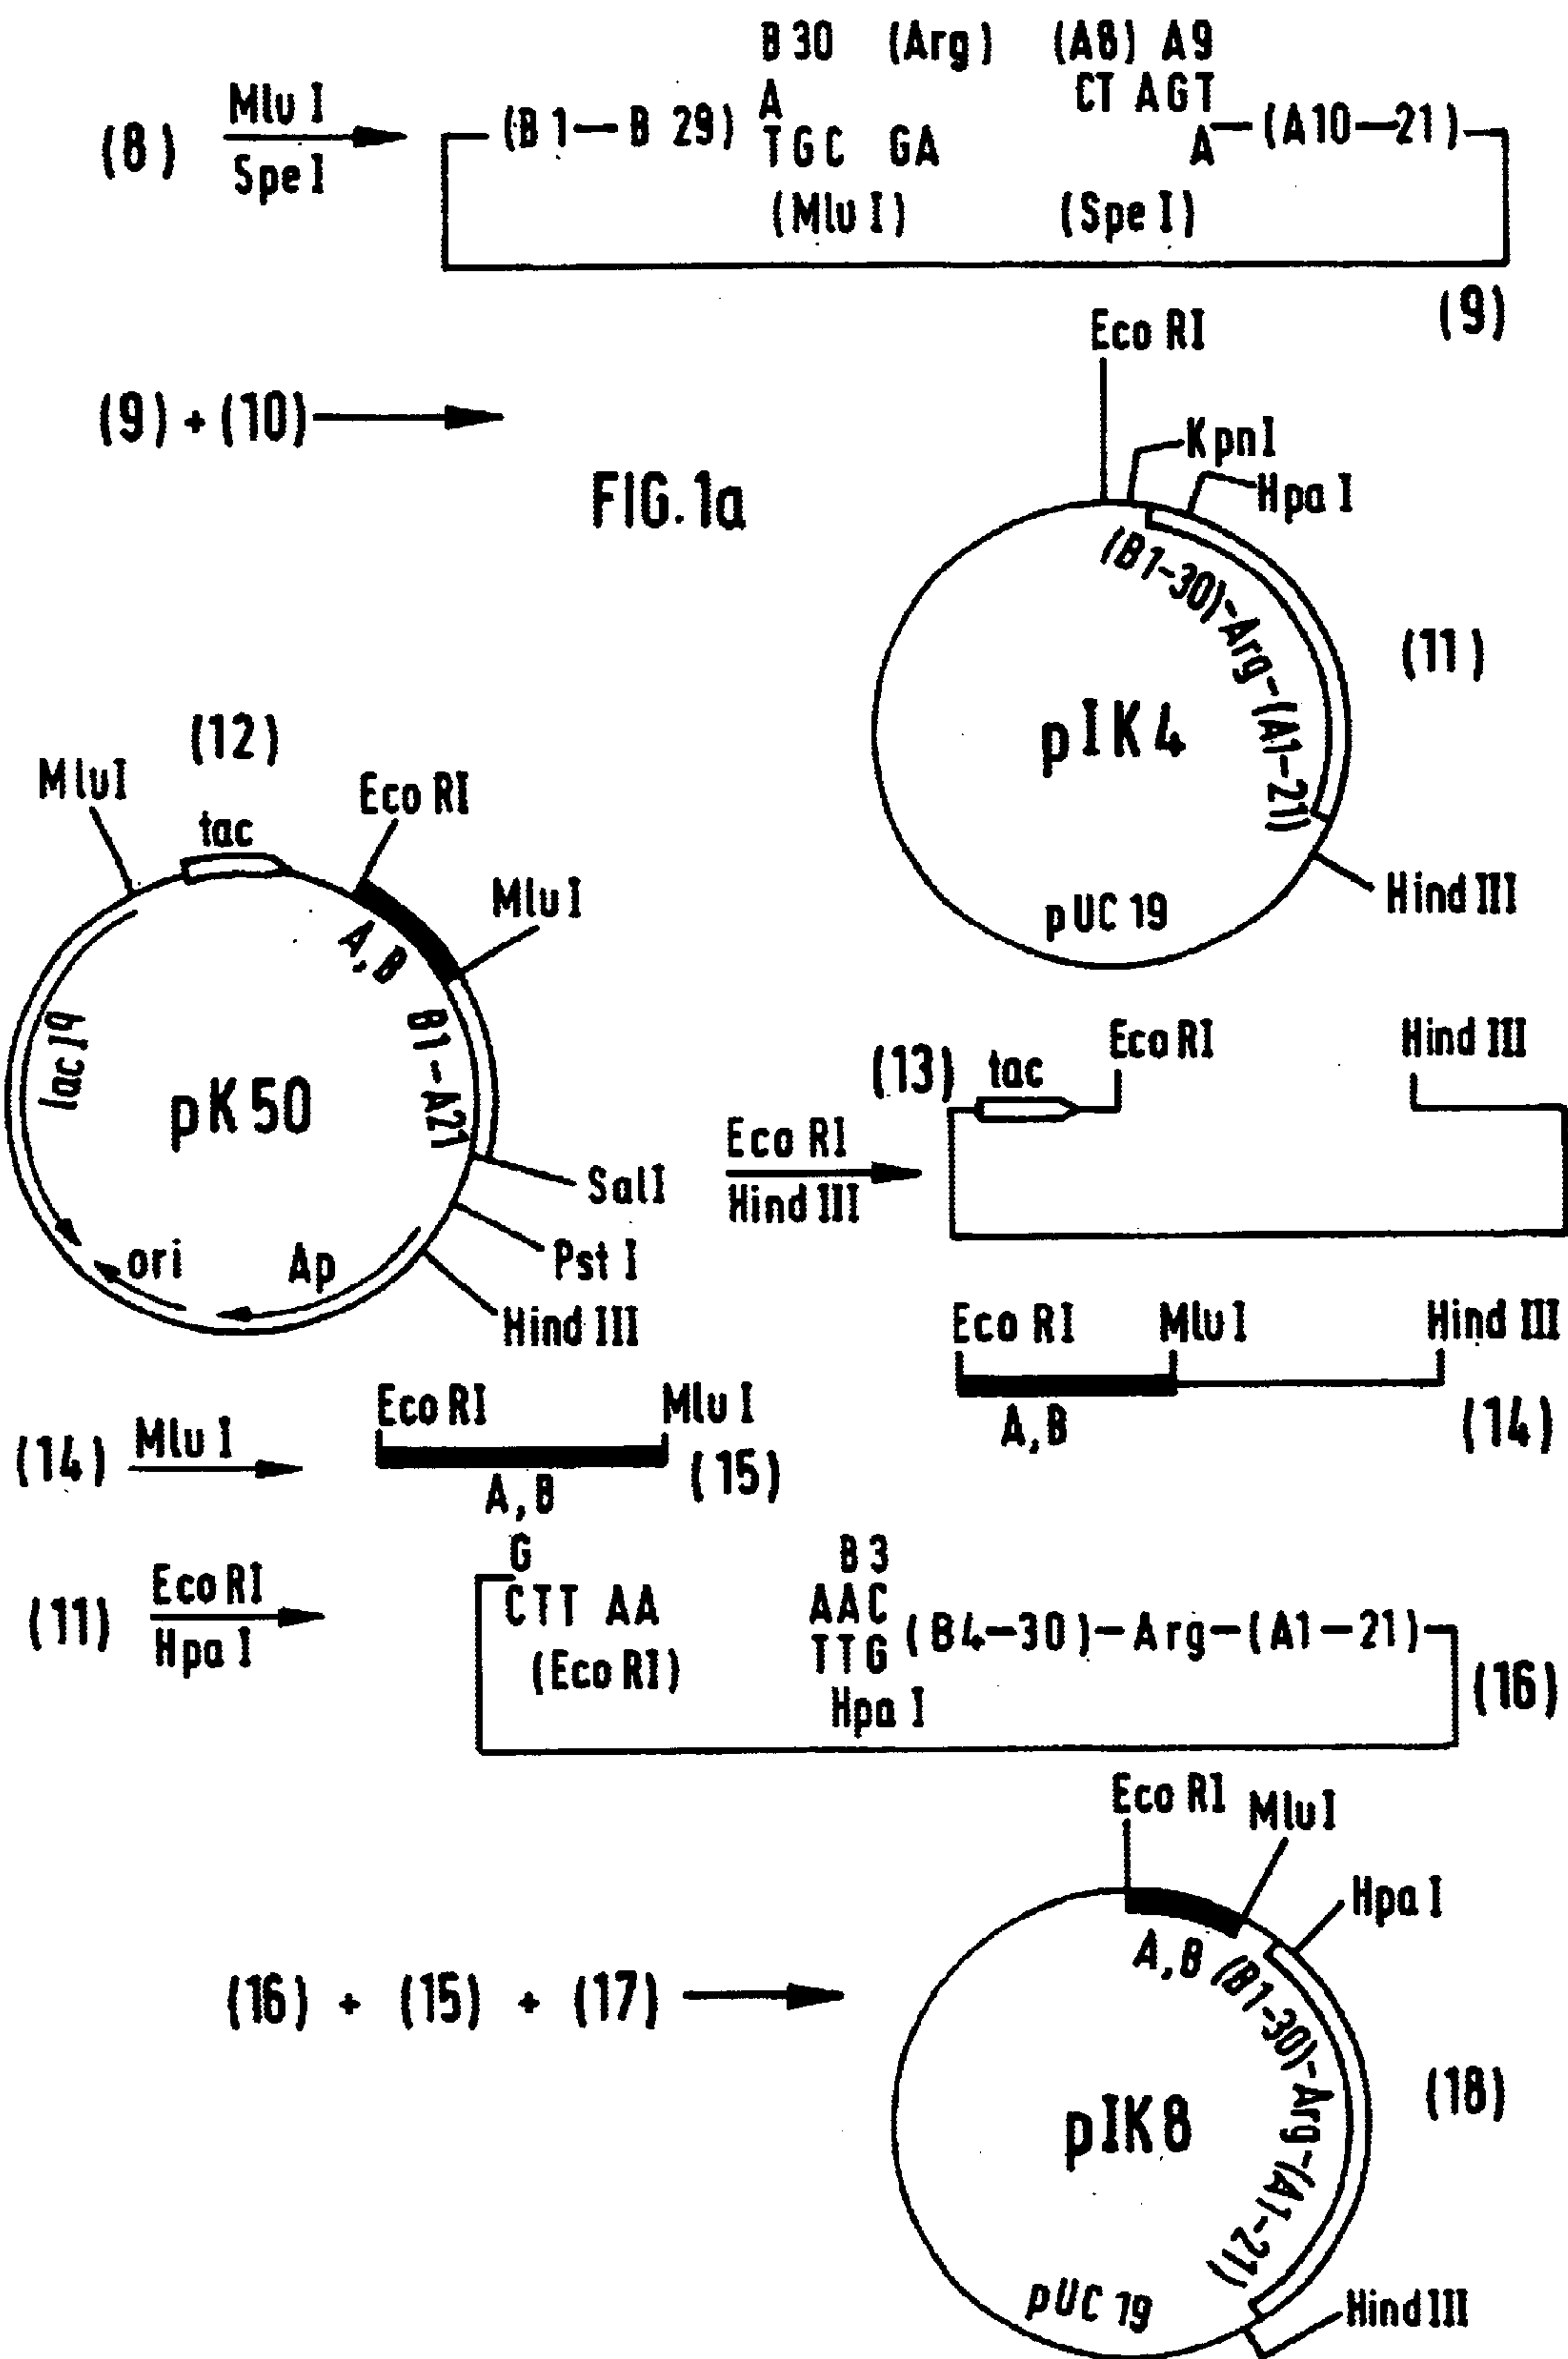 B 30 (Arg) (A8) A9
A CT AGT
(8) Mlu I
Spe I
(B 1— B 29)
TGC GA A
—(A10—21)
(Mlu I) (Spe I)
(9)
(9) + (10)
FIG. 1a
Eco RI
Kpn I
Hpa I
(B1-30)-Arg-(A1-21)
(11)
pIK4
pUC 19
Hind III
(12)
Mlu I
tac
Eco RI
Mlu I
A, B
B1-A21
lac Iq
pK50
Sal I
Pst I
Hind III
ori
Ap
Eco RI
Hind III
(13)
tac
Eco RI
Hind III
Eco RI Mlu I Hind III
A, B
(14)
(14) Mlu I
Eco RI Mlu I
A, B
(15)
(11) Eco RI
Hpa I
G B 3
CTT AA AAC
TTG
(B4-30)-Arg-(A1-21)
(Eco RI) Hpa I
(16)
(16) + (15) + (17)
Eco RI
Mlu I
Hpa I
A, B
(B1-30)-Arg-(A1-21)
(18)
pIK8
pUC 19
Hind III